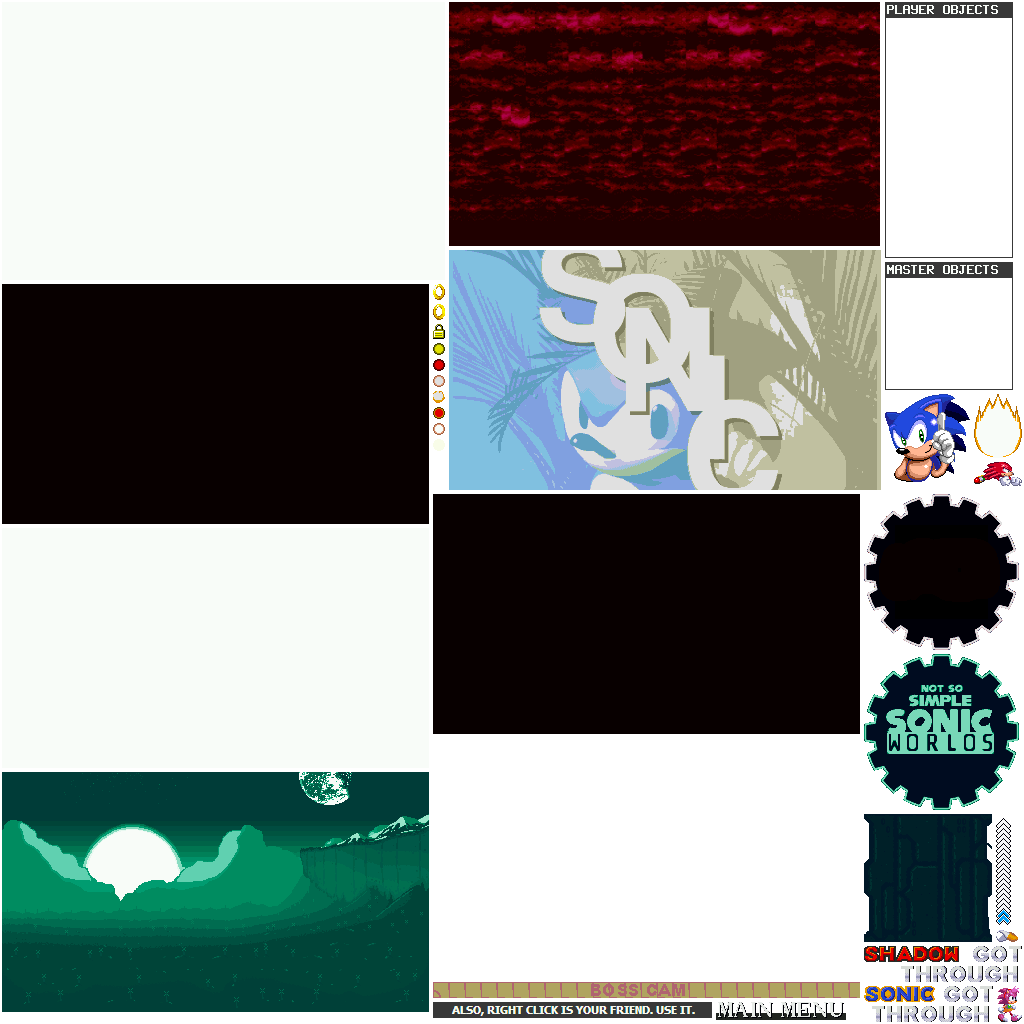 PLAYER OBJECTS
MASTER OBJECTS
SONIC
NOT SO
SIMPLE
SONIC
WORLDS
SHADOW GOT
THROUGH
SONIC GOT
THROUGH
BOSS CAM
ALSO, RIGHT CLICK IS YOUR FRIEND. USE IT.
MAIN MENU